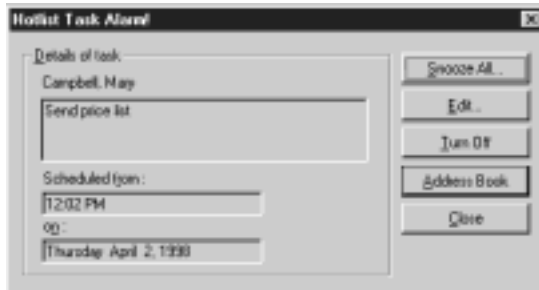 Hotlist Task Alarm!
Details of task
Campbell, Mary
Send price list
Scheduled from:
12:02 PM
on:
Thursday April 2, 1998
Snooze All...
Edit...
Turn Off
Address Book
Close